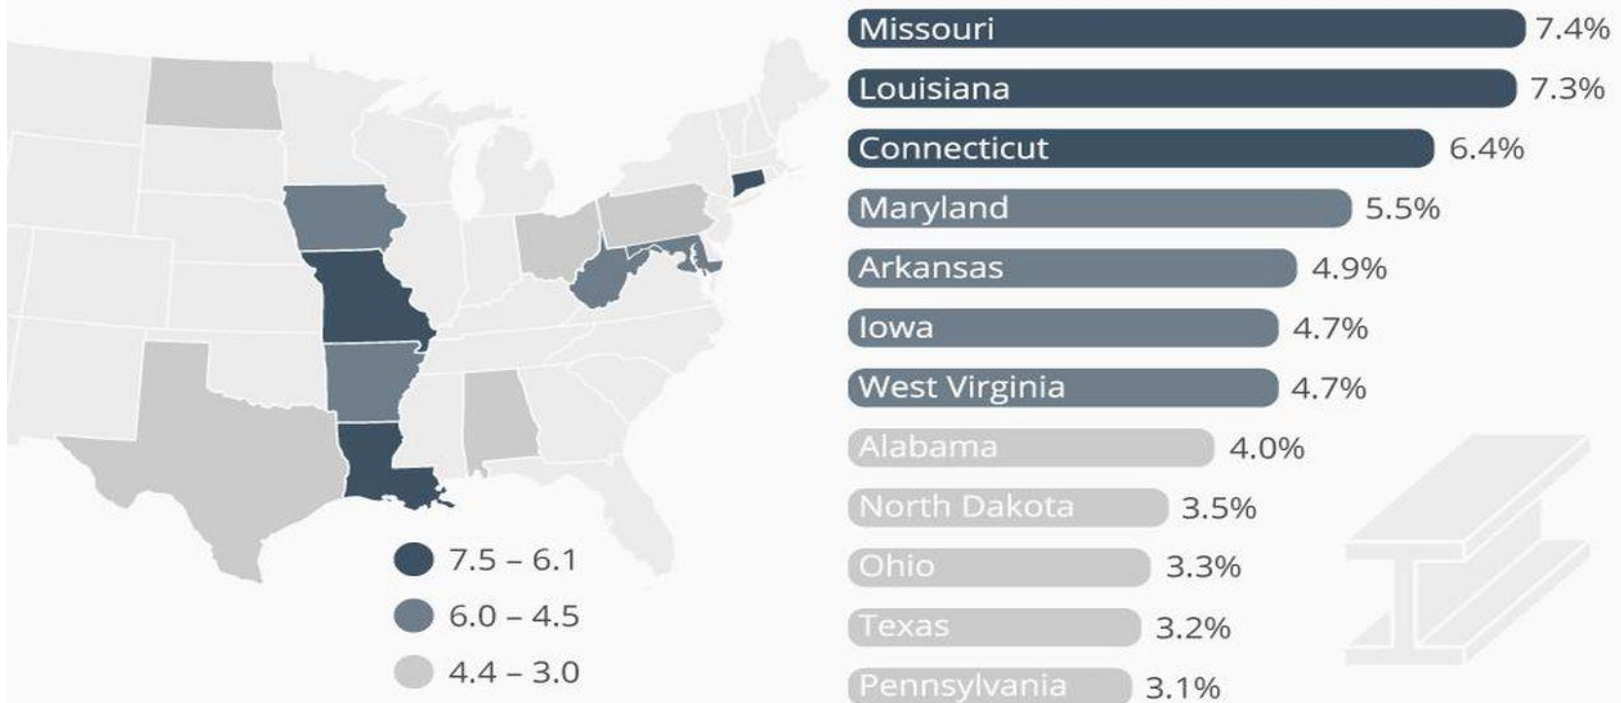 Missouri 7.4%
Louisiana 7.3%
Connecticut 6.4%
Maryland 5.5%
Arkansas 4.9%
Iowa 4.7%
West Virginia 4.7%
Alabama 4.0%
North Dakota 3.5%
Ohio 3.3%
Texas 3.2%
Pennsylvania 3.1%
7.5 – 6.1
6.0 – 4.5
4.4 – 3.0